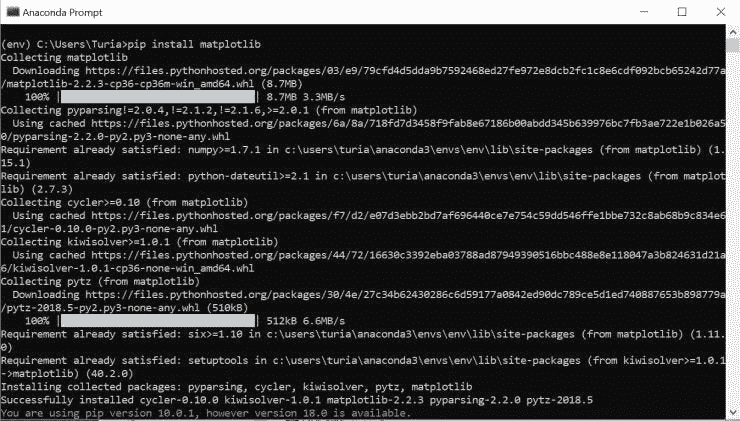 Anaconda Prompt
(env) C:\Users\Turia>pip install matplotlib
Collecting matplotlib
Downloading https://files.pythonhosted.org/packages/03/e9/79cfd4d5dda9b7592468ed27fe972e8dcb2fc1c8e6cdf092bcb65242d77a
/matplotlib-2.2.3-cp36-cp36m-win_amd64.whl (8.7MB)
100% |████████████████████████████████| 8.7MB 3.3MB/s
Collecting pyparsing!=2.0.4,!=2.1.2,!=2.1.6,>=2.0.1 (from matplotlib)
Using cached https://files.pythonhosted.org/packages/6a/8a/718fd7d3458f9fab8e67186b00abdd345b639976bc7fb3ae722e1b026a5
0/pyparsing-2.2.0-py2.py3-none-any.whl
Requirement already satisfied: numpy>=1.7.1 in c:\users\turia\anaconda3\envs\env\lib\site-packages (from matplotlib) (1.
15.1)
Requirement already satisfied: python-dateutil>=2.1 in c:\users\turia\anaconda3\envs\env\lib\site-packages (from matplot
lib) (2.7.3)
Collecting cycler>=0.10 (from matplotlib)
Using cached https://files.pythonhosted.org/packages/f7/d2/e07d3ebb2bd7af696440ce7e754c59dd546ffe1bbe732c8ab68b9c834e6
1/cycler-0.10.0-py2.py3-none-any.whl
Collecting kiwisolver>=1.0.1 (from matplotlib)
Using cached https://files.pythonhosted.org/packages/44/72/16630c3392eba03788ad87949390516bbc488e8e118047a3b824631d21a
6/kiwisolver-1.0.1-cp36-none-win_amd64.whl
Collecting pytz (from matplotlib)
Downloading https://files.pythonhosted.org/packages/30/4e/27c34b62430286c6d59177a0842ed90dc789ce5d1ed740887653b898779a
/pytz-2018.5-py2.py3-none-any.whl (510kB)
100% |████████████████████████████████| 512kB 6.6MB/s
Requirement already satisfied: six>=1.10 in c:\users\turia\anaconda3\envs\env\lib\site-packages (from matplotlib) (1.11.
0)
Requirement already satisfied: setuptools in c:\users\turia\anaconda3\envs\env\lib\site-packages (from kiwisolver>=1.0.1
->matplotlib) (40.2.0)
Installing collected packages: pyparsing, cycler, kiwisolver, pytz, matplotlib
Successfully installed cycler-0.10.0 kiwisolver-1.0.1 matplotlib-2.2.3 pyparsing-2.2.0 pytz-2018.5
You are using pip version 10.0.1, however version 18.0 is available.